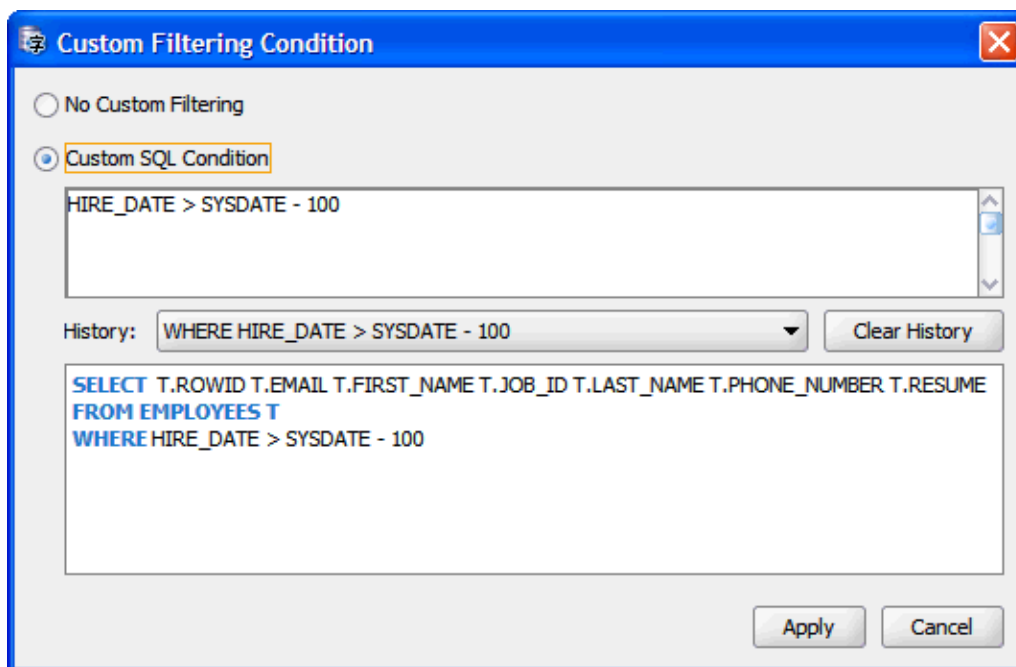 Custom Filtering Condition
No Custom Filtering
Custom SQL Condition
HIRE_DATE > SYSDATE - 100
History: WHERE HIRE_DATE > SYSDATE - 100 Clear History
SELECT T.ROWID T.EMAIL T.FIRST_NAME T.JOB_ID T.LAST_NAME T.PHONE_NUMBER T.RESUME
FROM EMPLOYEES T
WHERE HIRE_DATE > SYSDATE - 100
Apply Cancel